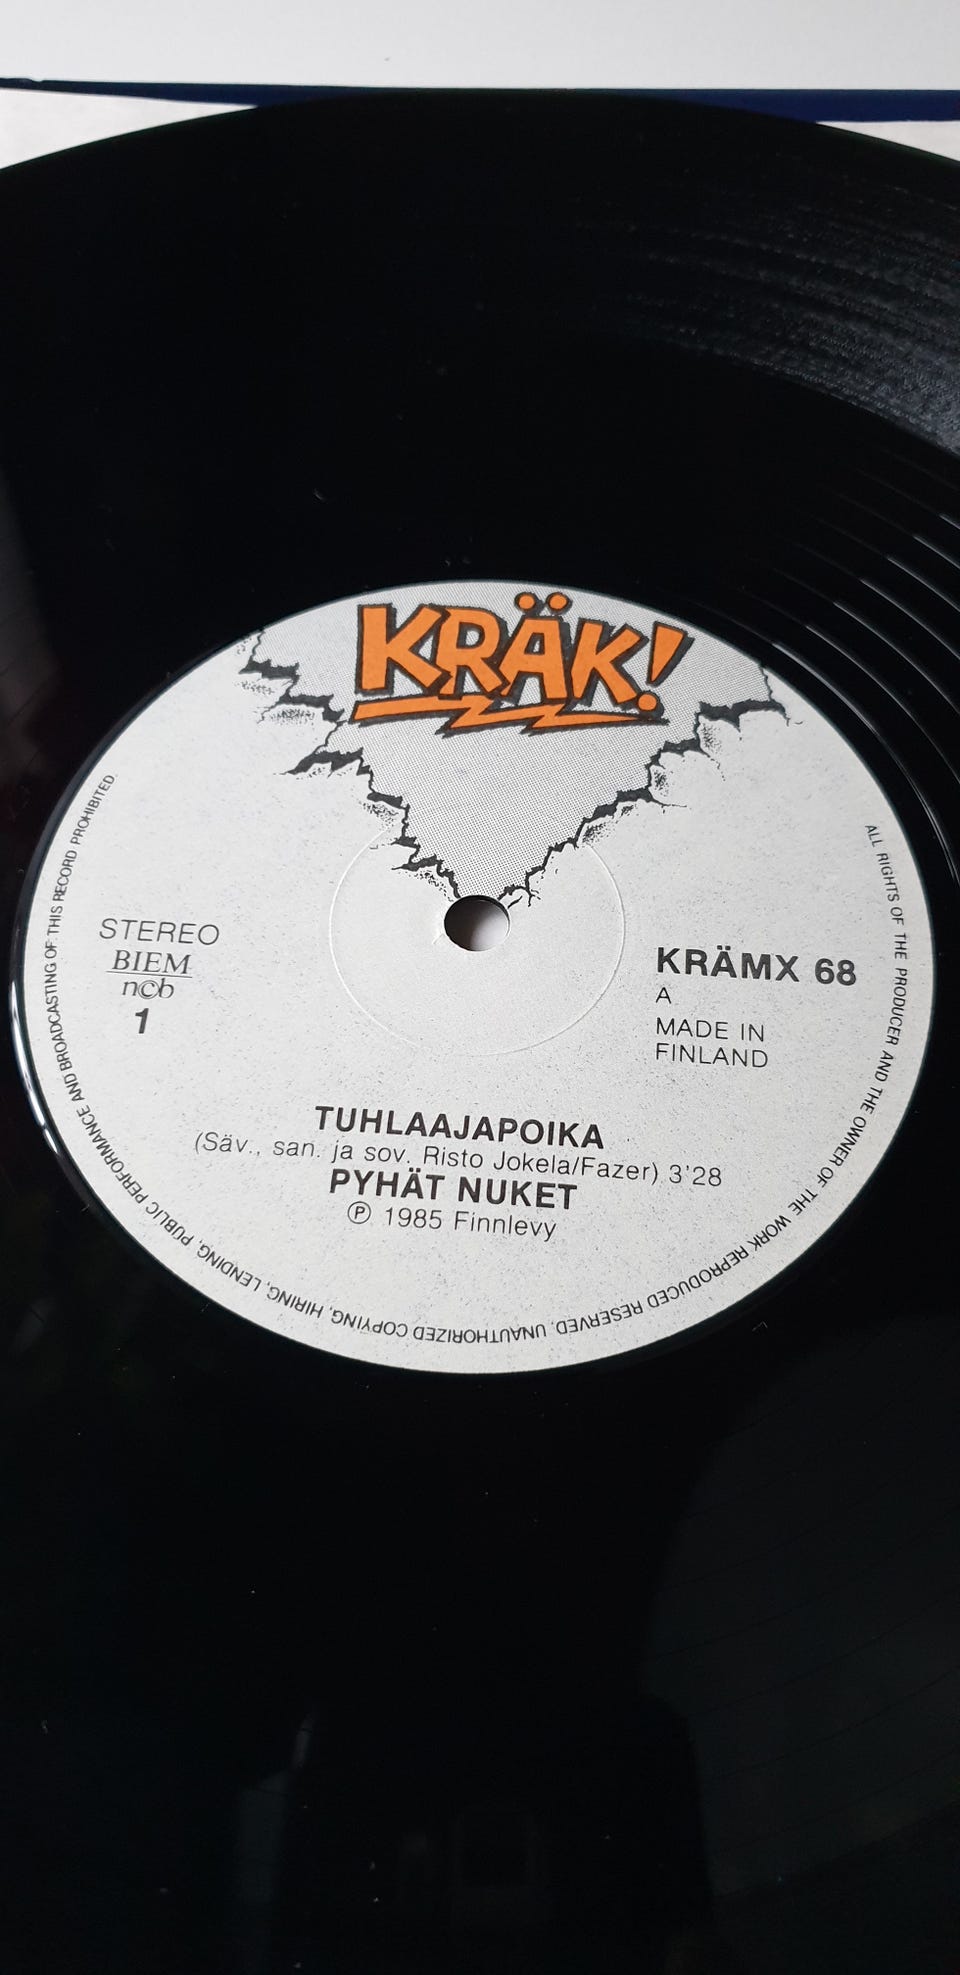 KRÄK!
STEREO
BIEM
n©b
1
KRÄMX 68
A
MADE IN
FINLAND
TUHLAAJAPOIKA
(Säv., san. ja sov. Risto Jokela/Fazer) 3'28
PYHÄT NUKET
℗ 1985 Finnlevy
ALL RIGHTS OF THE PRODUCER AND THE OWNER OF THE WORK REPRODUCED RESERVED. UNAUTHORIZED COPYING, HIRING, LENDING, PUBLIC PERFORMANCE AND BROADCASTING OF THIS RECORD PROHIBITED.